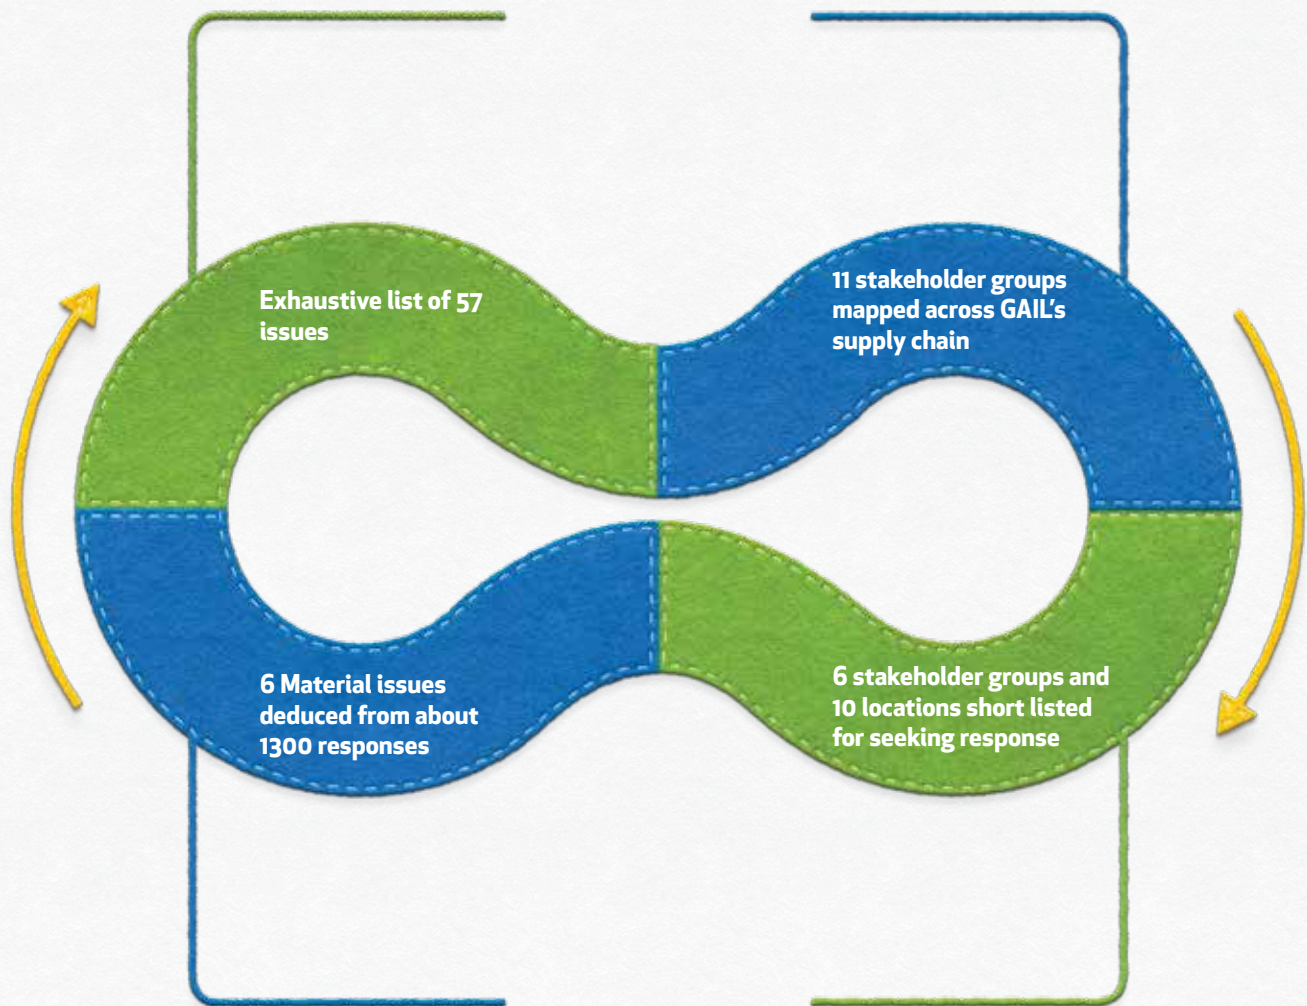 Exhaustive list of 57
issues
11 stakeholder groups
mapped across GAIL's
supply chain
6 Material issues
deduced from about
1300 responses
6 stakeholder groups and
10 locations short listed
for seeking response